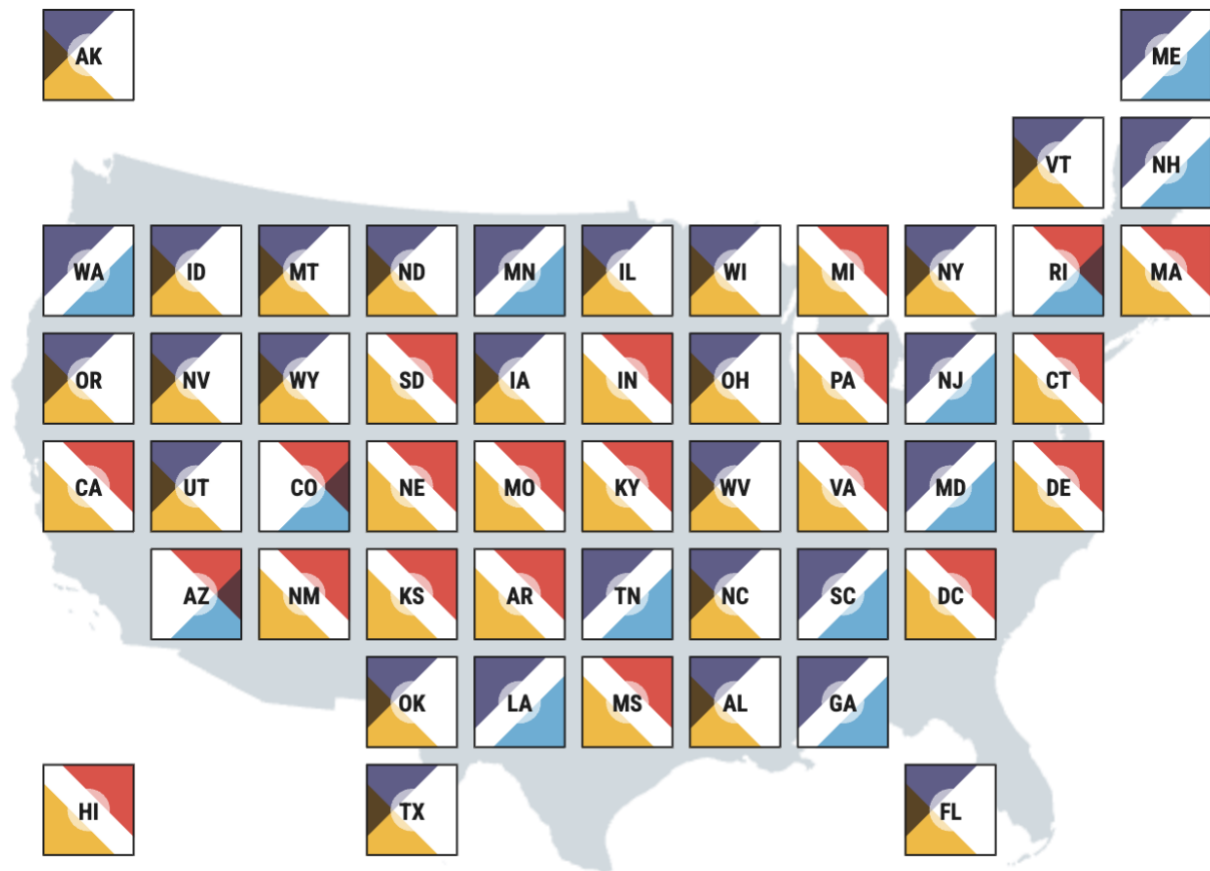 AK ME
VT NH
WA ID MT ND MN IL WI MI NY RI MA
OR NV WY SD IA IN OH PA NJ CT
CA UT CO NE MO KY WV VA MD DE
AZ NM KS AR TN NC SC DC
OK LA MS AL GA
HI TX FL